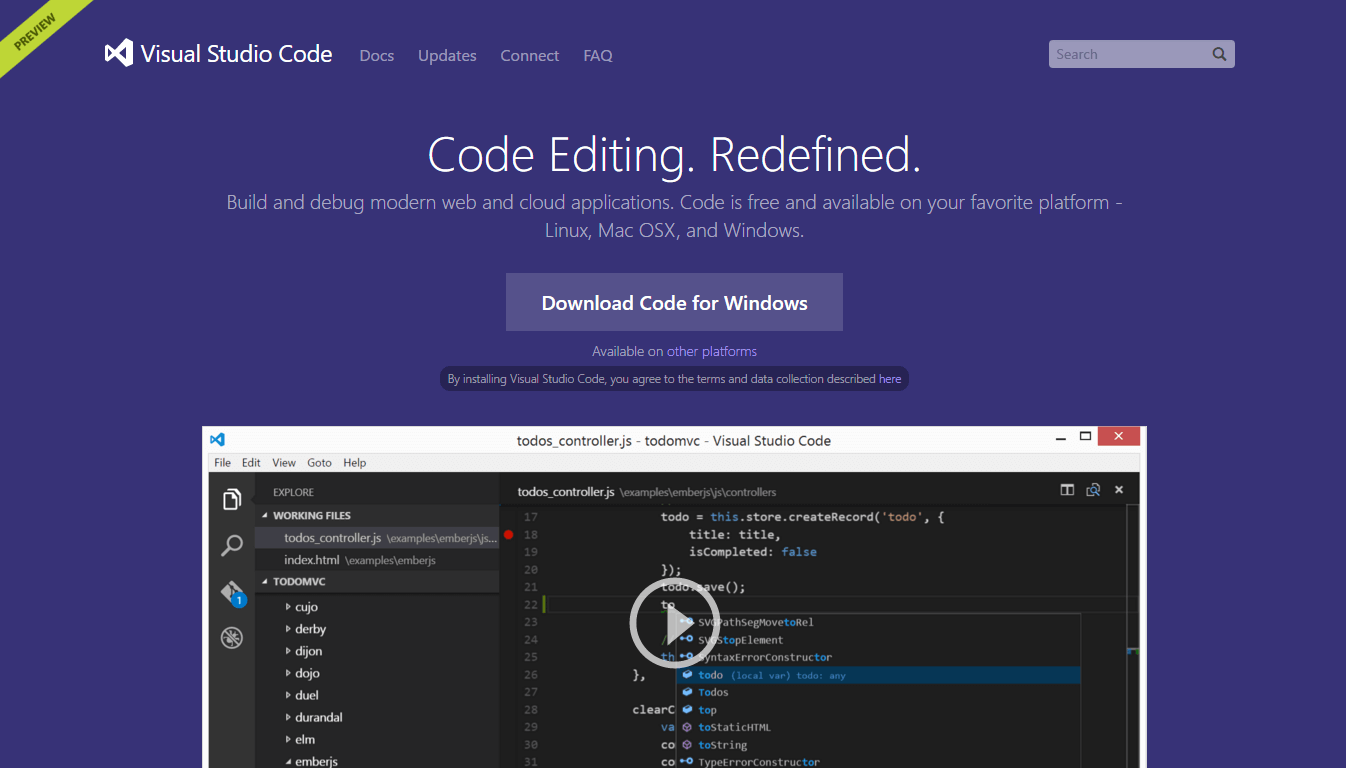 PREVIEW
Visual Studio Code Docs Updates Connect FAQ Search
Code Editing. Redefined.
Build and debug modern web and cloud applications. Code is free and available on your favorite platform -
Linux, Mac OSX, and Windows.
Download Code for Windows
Available on other platforms
By installing Visual Studio Code, you agree to the terms and data collection described here
todos_controller.js - todomvc - Visual Studio Code
File Edit View Goto Help
EXPLORE
WORKING FILES
todos_controller.js \examples\emberjs\js...
index.html \examples\emberjs
TODOMVC
cujo
derby
dijon
dojo
duel
durandal
elm
emberjs
1
todos_controller.js \examples\emberjs\js\controllers
17 todo = this.store.createRecord('todo', {
18 title: title,
19 isCompleted: false
20 });
21 todo.save();
22 to
23
24 /
25 th
26 },
27
28 clearC
29 va
30 co
31 co
SVGPathSegMovetoRel
SVGStopElement
SyntaxErrorConstructor
todo (local var) todo: any
Todos
top
toStaticHTML
toString
TypeErrorConstructor